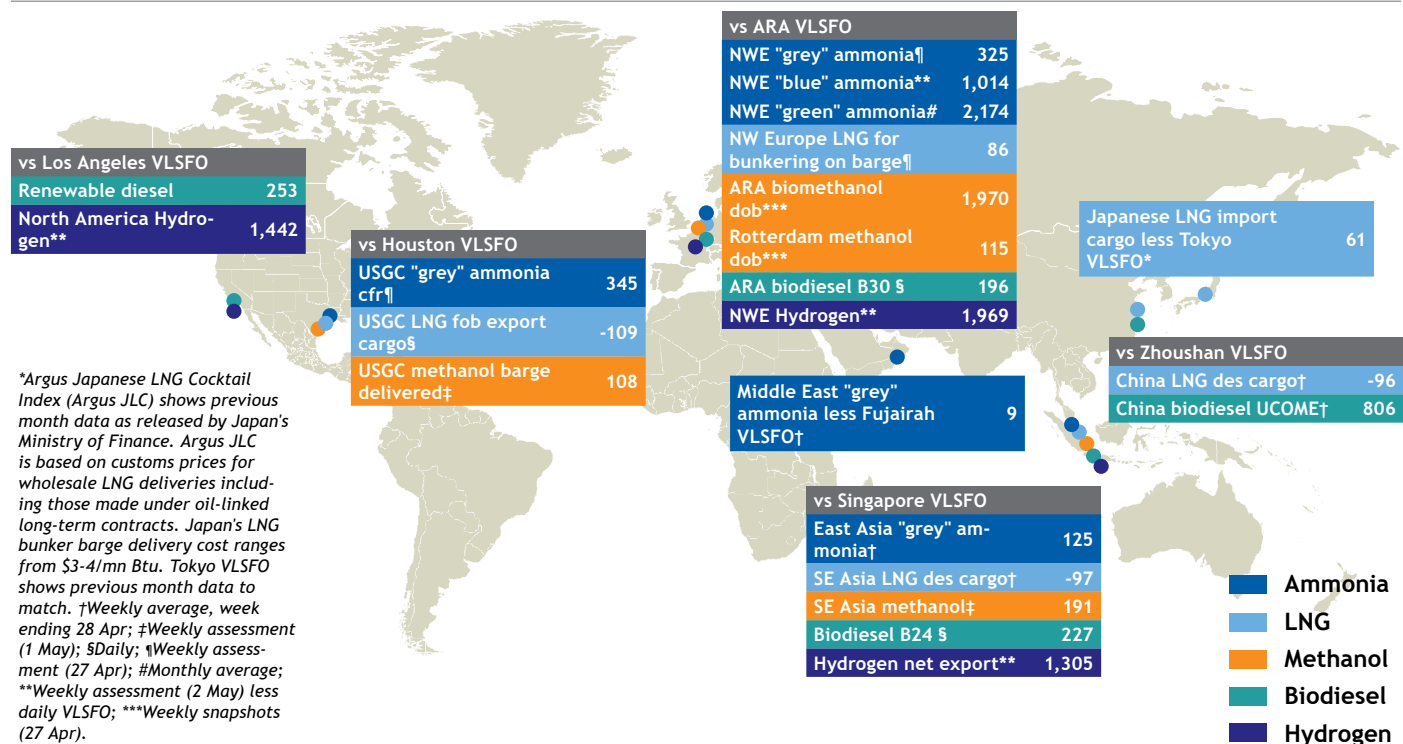 vs ARA VLSFO
NWE "grey" ammonia¶ 325
NWE "blue" ammonia** 1,014
NWE "green" ammonia# 2,174
NW Europe LNG for
bunkering on barge¶ 86
ARA biomethanol
dob*** 1,970
Rotterdam methanol
dob*** 115
ARA biodiesel B30 § 196
NWE Hydrogen** 1,969
vs Los Angeles VLSFO
Renewable diesel 253
North America Hydro-
gen** 1,442
vs Houston VLSFO
USGC "grey" ammonia
cfr¶ 345
USGC LNG fob export
cargo§ -109
USGC methanol barge
delivered‡ 108
Japanese LNG import
cargo less Tokyo
VLSFO* 61
vs Zhoushan VLSFO
China LNG des cargo† -96
China biodiesel UCOME† 806
Middle East "grey"
ammonia less Fujairah
VLSFO† 9
vs Singapore VLSFO
East Asia "grey" am-
monia† 125
SE Asia LNG des cargo† -97
SE Asia methanol‡ 191
Biodiesel B24 § 227
Hydrogen net export** 1,305
*Argus Japanese LNG Cocktail
Index (Argus JLC) shows previous
month data as released by Japan's
Ministry of Finance. Argus JLC
is based on customs prices for
wholesale LNG deliveries includ-
ing those made under oil-linked
long-term contracts. Japan's LNG
bunker barge delivery cost ranges
from $3-4/mn Btu. Tokyo VLSFO
shows previous month data to
match. †Weekly average, week
ending 28 Apr; ‡Weekly assessment
(1 May); §Daily; ¶Weekly assess-
ment (27 Apr); #Monthly average;
**Weekly assessment (2 May) less
daily VLSFO; ***Weekly snapshots
(27 Apr).
Ammonia
LNG
Methanol
Biodiesel
Hydrogen